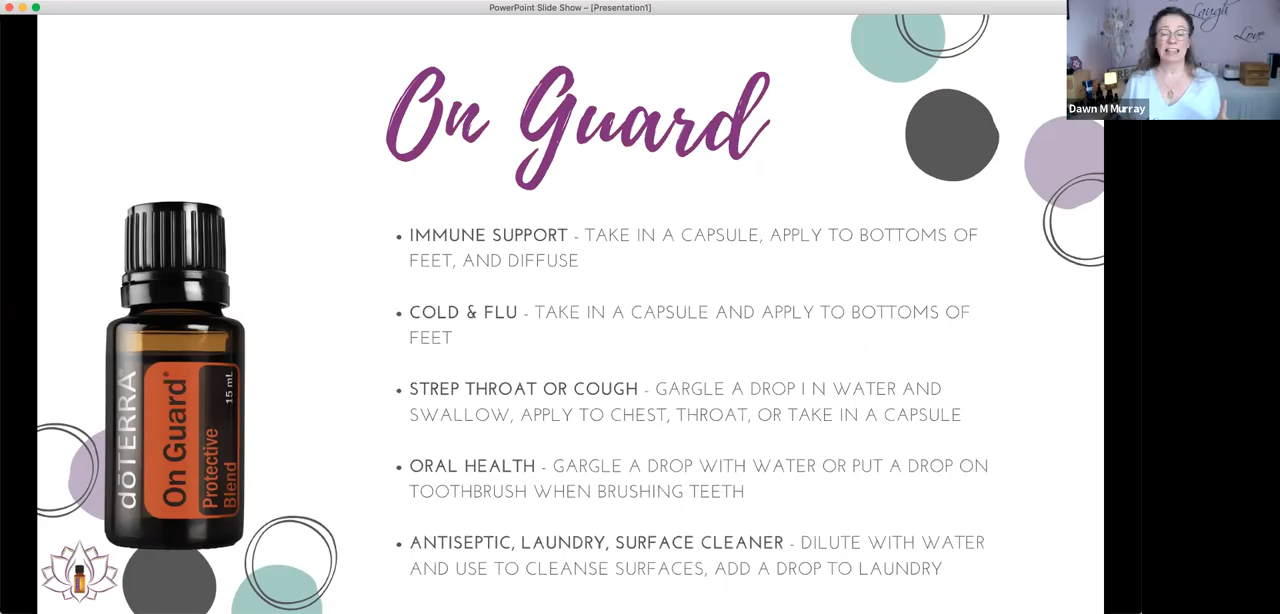 PowerPoint Slide Show – [Presentation1]
Laugh
Love
Dawn M Murray
On Guard
IMMUNE SUPPORT - TAKE IN A CAPSULE, APPLY TO BOTTOMS OF
FEET, AND DIFFUSE
COLD & FLU - TAKE IN A CAPSULE AND APPLY TO BOTTOMS OF
FEET
STREP THROAT OR COUGH - GARGLE A DROP I N WATER AND
SWALLOW, APPLY TO CHEST, THROAT, OR TAKE IN A CAPSULE
ORAL HEALTH - GARGLE A DROP WITH WATER OR PUT A DROP ON
TOOTHBRUSH WHEN BRUSHING TEETH
ANTISEPTIC, LAUNDRY, SURFACE CLEANER - DILUTE WITH WATER
AND USE TO CLEANSE SURFACES, ADD A DROP TO LAUNDRY
dōTERRA®
On Guard®
Protective
Blend
15 mL